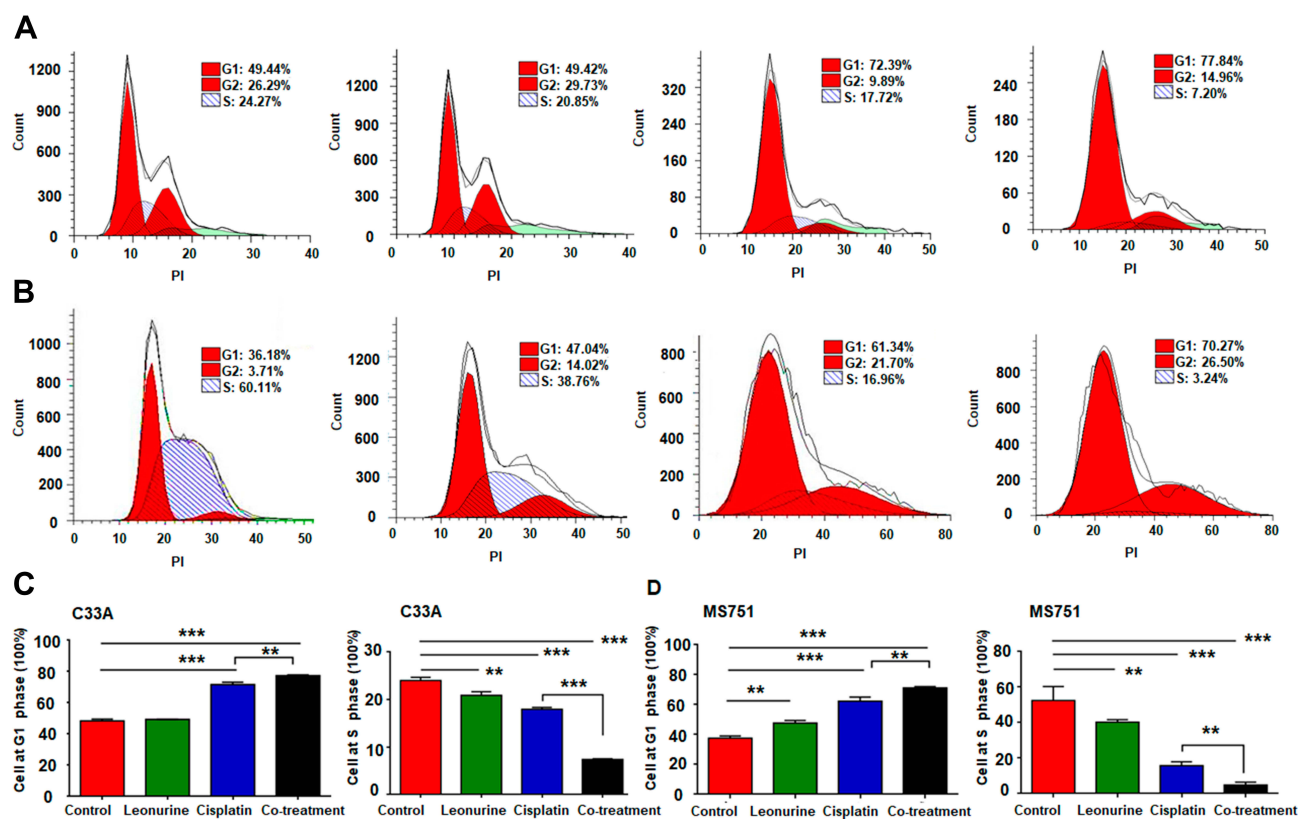 A
1200
900
600
300
0
Count
0 10 20 30 40
PI
G1: 49.44%
G2: 26.29%
S: 24.27%
1200
900
600
300
0
Count
0 10 20 30 40
PI
G1: 49.42%
G2: 29.73%
S: 20.85%
320
240
160
80
0
Count
0 10 20 30 40 50
PI
G1: 72.39%
G2: 9.89%
S: 17.72%
240
180
120
60
0
Count
0 10 20 30 40 50
PI
G1: 77.84%
G2: 14.96%
S: 7.20%
B
1000
800
600
400
200
0
Count
0 10 20 30 40 50
PI
G1: 36.18%
G2: 3.71%
S: 60.11%
1200
900
600
300
0
Count
0 10 20 30 40 50
PI
G1: 47.04%
G2: 14.02%
S: 38.76%
800
600
400
200
0
Count
0 20 40 60 80
PI
G1: 61.34%
G2: 21.70%
S: 16.96%
800
600
400
200
0
Count
0 20 40 60 80
PI
G1: 70.27%
G2: 26.50%
S: 3.24%
C
C33A
Cell at G1 phase (100%)
100
80
60
40
20
0
***
***
**
Control Leonurine Cisplatin Co-treatment
C33A
Cell at S phase (100%)
30
20
10
0
***
***
**
***
Control Leonurine Cisplatin Co-treatment
D
MS751
Cell at G1 phase (100%)
100
80
60
40
20
0
***
***
**
**
Control Leonurine Cisplatin Co-treatment
MS751
Cell at S phase (100%)
80
60
40
20
0
***
***
**
**
Control Leonurine Cisplatin Co-treatment